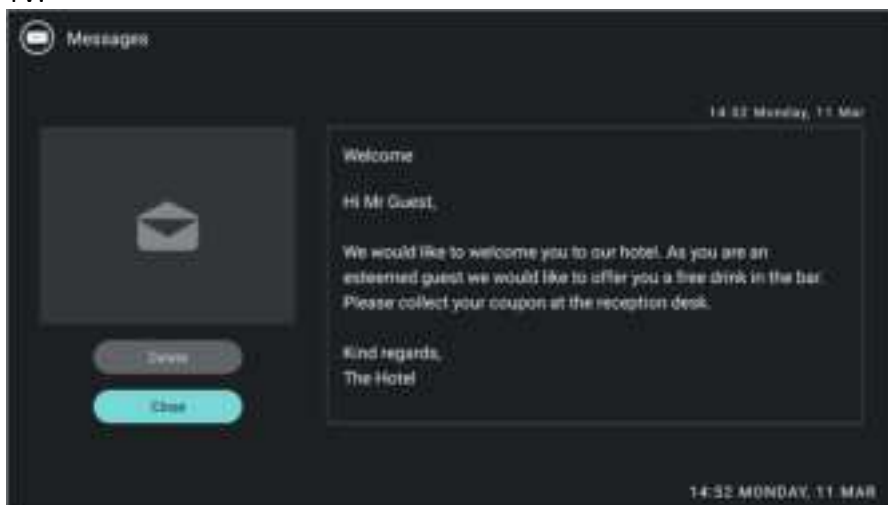 Messages
14:52 Monday, 11 Mar
Welcome
Hi Mr Guest,
We would like to welcome you to our hotel. As you are an
esteemed guest we would like to offer you a free drink in the bar.
Please collect your coupon at the reception desk.
Kind regards,
The Hotel
Delete
Close
14:52 MONDAY, 11 MAR